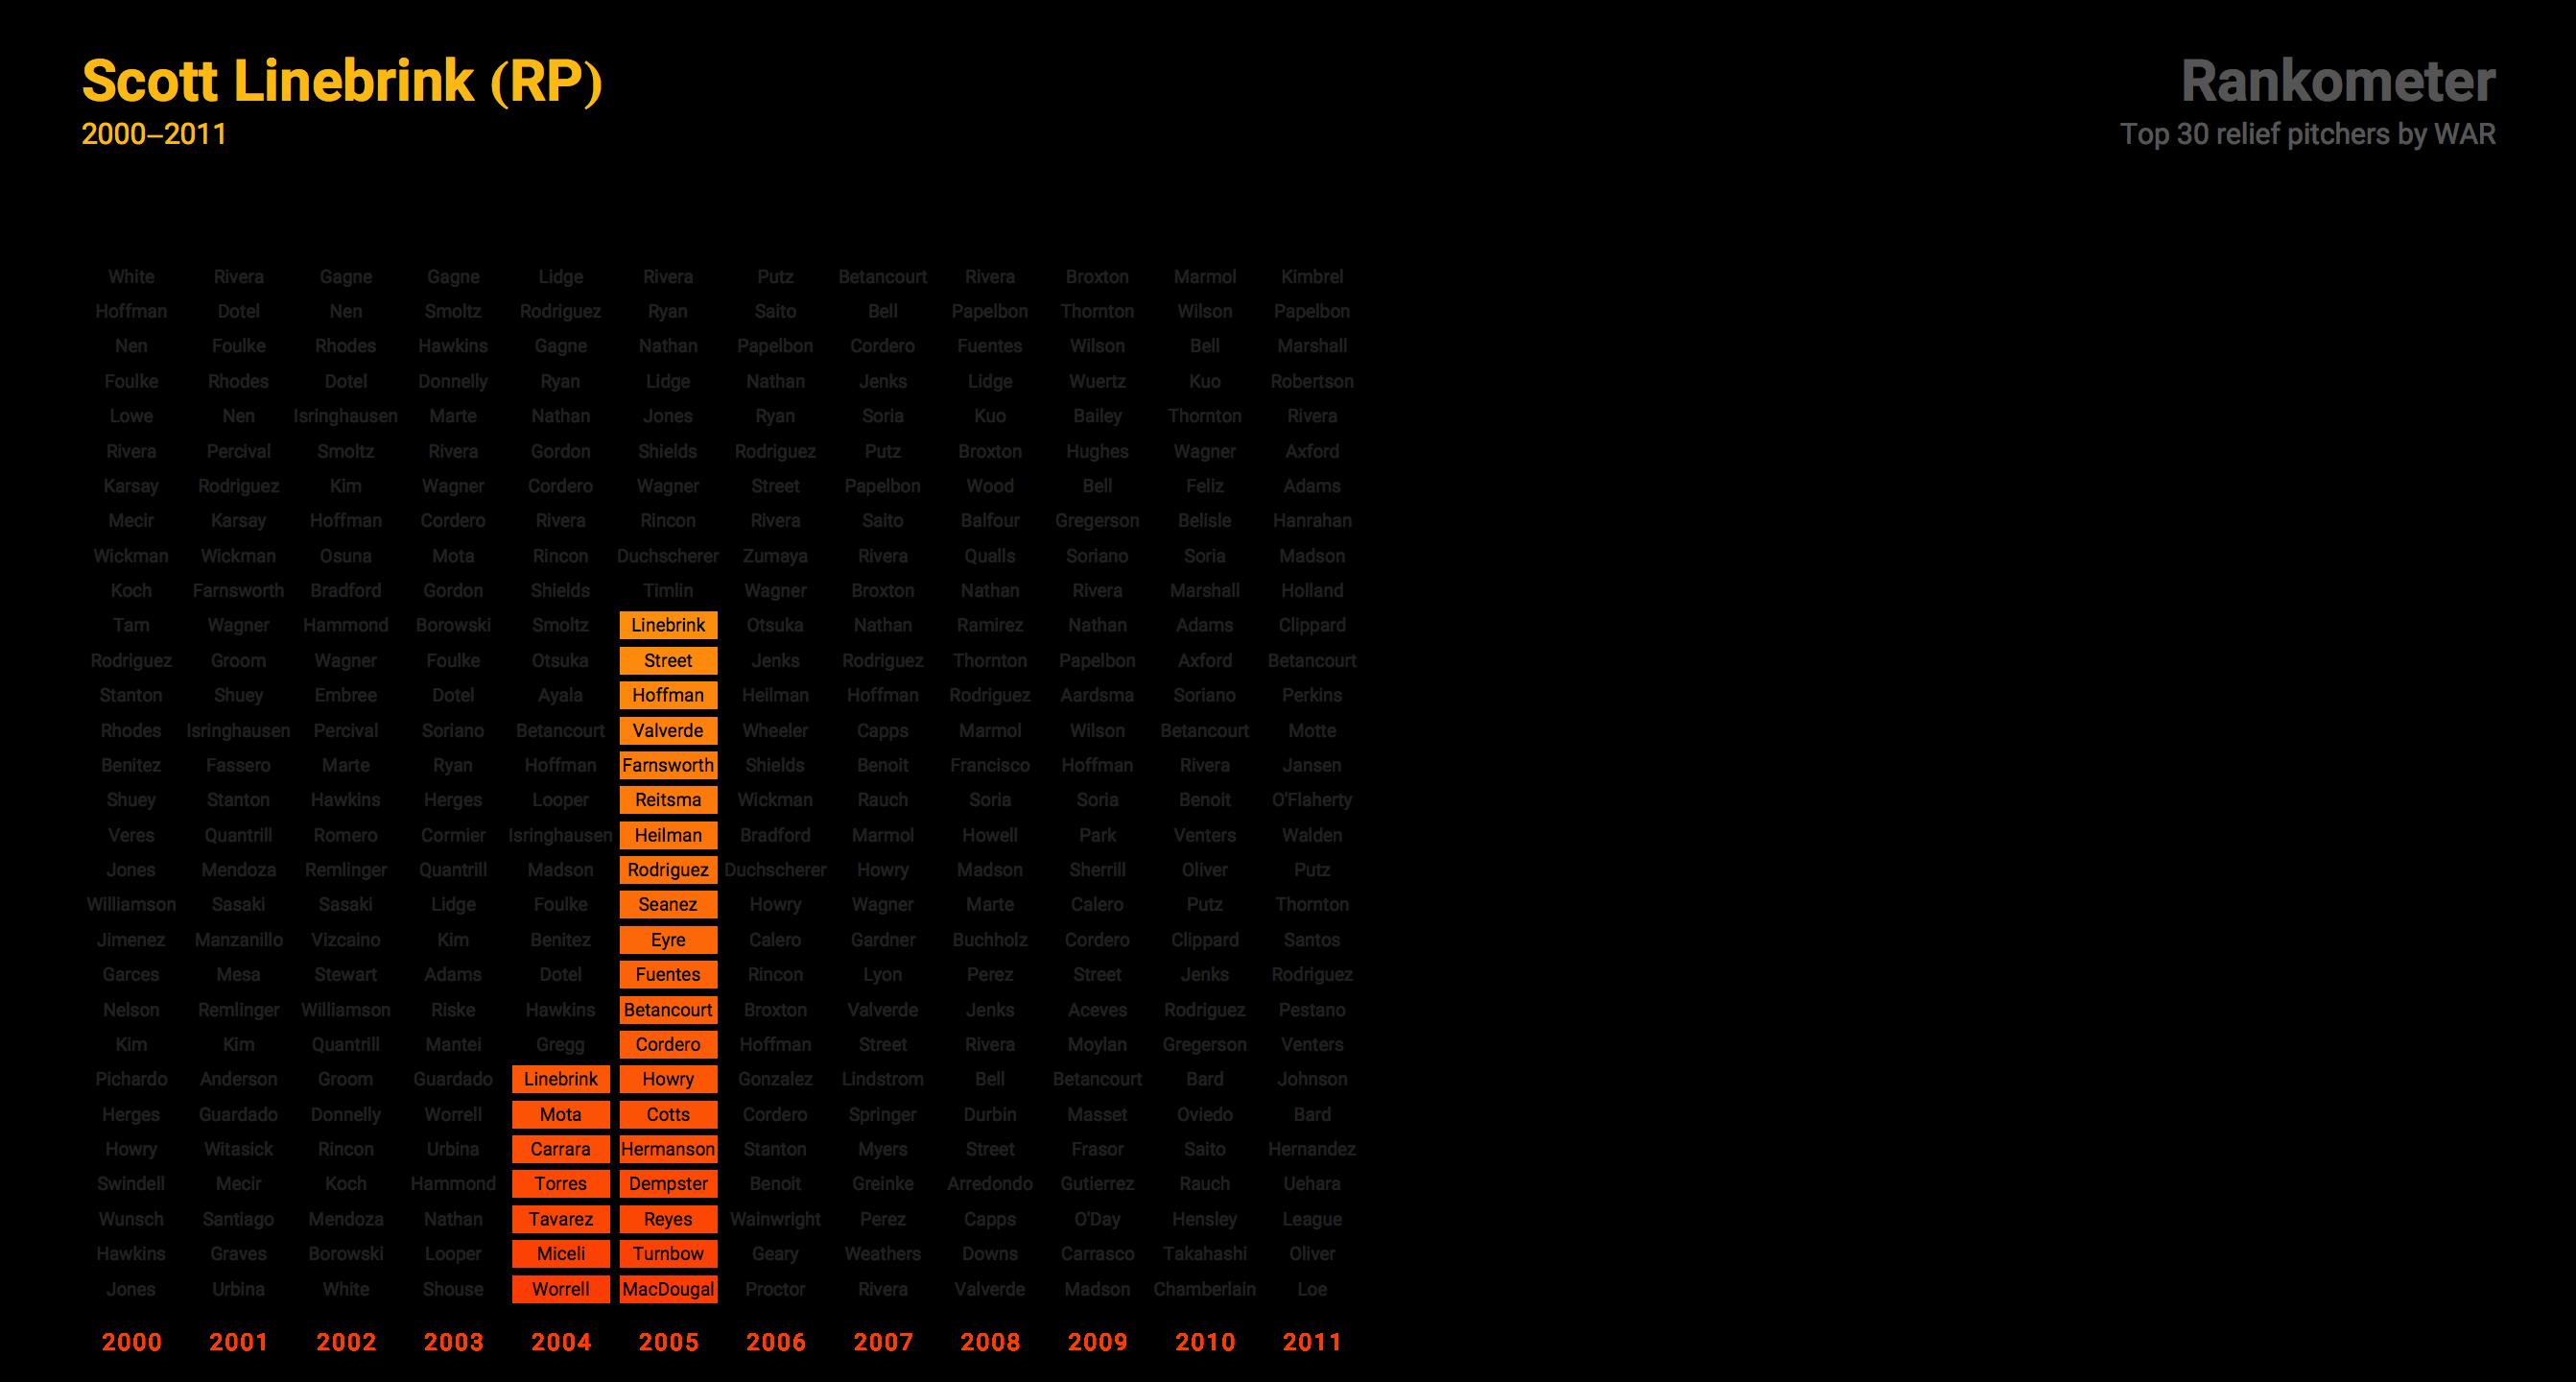 Scott Linebrink (RP)
2000–2011
Rankometer
Top 30 relief pitchers by WAR
White Rivera Gagne Gagne Lidge Rivera Putz Betancourt Rivera Broxton Marmol Kimbrel
Hoffman Dotel Nen Smoltz Rodriguez Ryan Saito Bell Papelbon Thornton Wilson Papelbon
Nen Foulke Rhodes Hawkins Gagne Nathan Papelbon Cordero Fuentes Wilson Bell Marshall
Foulke Rhodes Dotel Donnelly Ryan Lidge Nathan Jenks Lidge Wuertz Kuo Robertson
Lowe Nen Isringhausen Marte Nathan Jones Ryan Soria Kuo Bailey Thornton Rivera
Rivera Percival Smoltz Rivera Gordon Shields Rodriguez Putz Broxton Hughes Wagner Axford
Karsay Rodriguez Kim Wagner Cordero Wagner Street Papelbon Wood Bell Feliz Adams
Mecir Karsay Hoffman Cordero Rivera Rincon Rivera Saito Balfour Gregerson Belisle Hanrahan
Wickman Wickman Osuna Mota Rincon Duchscherer Zumaya Rivera Qualls Soriano Soria Madson
Koch Farnsworth Bradford Gordon Shields Timlin Wagner Broxton Nathan Rivera Marshall Holland
Tam Wagner Hammond Borowski Smoltz Linebrink Otsuka Nathan Ramirez Nathan Adams Clippard
Rodriguez Groom Wagner Foulke Otsuka Street Jenks Rodriguez Thornton Papelbon Axford Betancourt
Stanton Shuey Embree Dotel Ayala Hoffman Heilman Hoffman Rodriguez Aardsma Soriano Perkins
Rhodes Isringhausen Percival Soriano Betancourt Valverde Wheeler Capps Marmol Wilson Betancourt Motte
Benitez Fassero Marte Ryan Hoffman Farnsworth Shields Benoit Francisco Hoffman Rivera Jansen
Shuey Stanton Hawkins Herges Looper Reitsma Wickman Rauch Soria Soria Benoit O'Flaherty
Veres Quantrill Romero Cormier Isringhausen Heilman Bradford Marmol Howell Park Venters Walden
Jones Mendoza Remlinger Quantrill Madson Rodriguez Duchscherer Howry Madson Sherrill Oliver Putz
Williamson Sasaki Sasaki Lidge Foulke Seanez Howry Wagner Marte Calero Putz Thornton
Jimenez Manzanillo Vizcaino Kim Benitez Eyre Calero Gardner Buchholz Cordero Clippard Santos
Garces Mesa Stewart Adams Dotel Fuentes Rincon Lyon Perez Street Jenks Rodriguez
Nelson Remlinger Williamson Riske Hawkins Betancourt Broxton Valverde Jenks Aceves Rodriguez Pestano
Kim Kim Quantrill Mantei Gregg Cordero Hoffman Street Rivera Moylan Gregerson Venters
Pichardo Anderson Groom Guardado Linebrink Howry Gonzalez Lindstrom Bell Betancourt Bard Johnson
Herges Guardado Donnelly Worrell Mota Cotts Cordero Springer Durbin Masset Oviedo Bard
Howry Witasick Rincon Urbina Carrara Hermanson Stanton Myers Street Frasor Saito Hernandez
Swindell Mecir Koch Hammond Torres Dempster Benoit Greinke Arredondo Gutierrez Rauch Uehara
Wunsch Santiago Mendoza Nathan Tavarez Reyes Wainwright Perez Capps O'Day Hensley League
Hawkins Graves Borowski Looper Miceli Turnbow Geary Weathers Downs Carrasco Takahashi Oliver
Jones Urbina White Shouse Worrell MacDougal Proctor Rivera Valverde Madson Chamberlain Loe
2000 2001 2002 2003 2004 2005 2006 2007 2008 2009 2010 2011